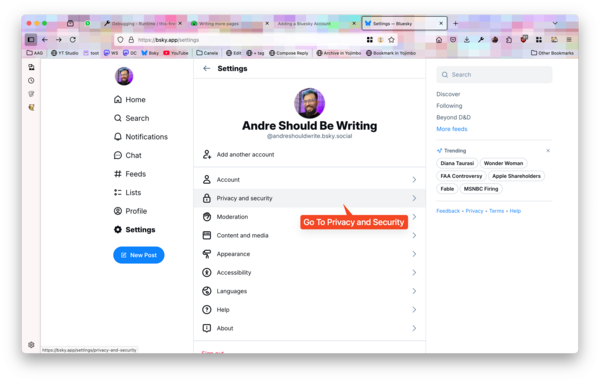 Debugging - Runtime / this fire
Writing more pages
Adding a Bluesky Account
Settings — Bluesky
https://bsky.app/settings
AAG
YT Studio
WS
DC
Bsky
YouTube
Canela
Edit
+ tag
Compose Reply
Archive in Yojimbo
Bookmark in Yojimbo
Other Bookmarks
Home
Search
Notifications
Chat
Feeds
Lists
Profile
Settings
New Post
Settings
Andre Should Be Writing
@andreshouldwrite.bsky.social
Add another account
Account
Privacy and security
Go To Privacy and Security
Moderation
Content and media
Appearance
Accessibility
Languages
Help
About
Sign out
Search
Discover
Following
Beyond D&D
More feeds
Trending
Diana Taurasi
Wonder Woman
FAA Controversy
Apple Shareholders
Fable
MSNBC Firing
Feedback • Privacy • Terms • Help
https://bsky.app/settings/privacy-and-security